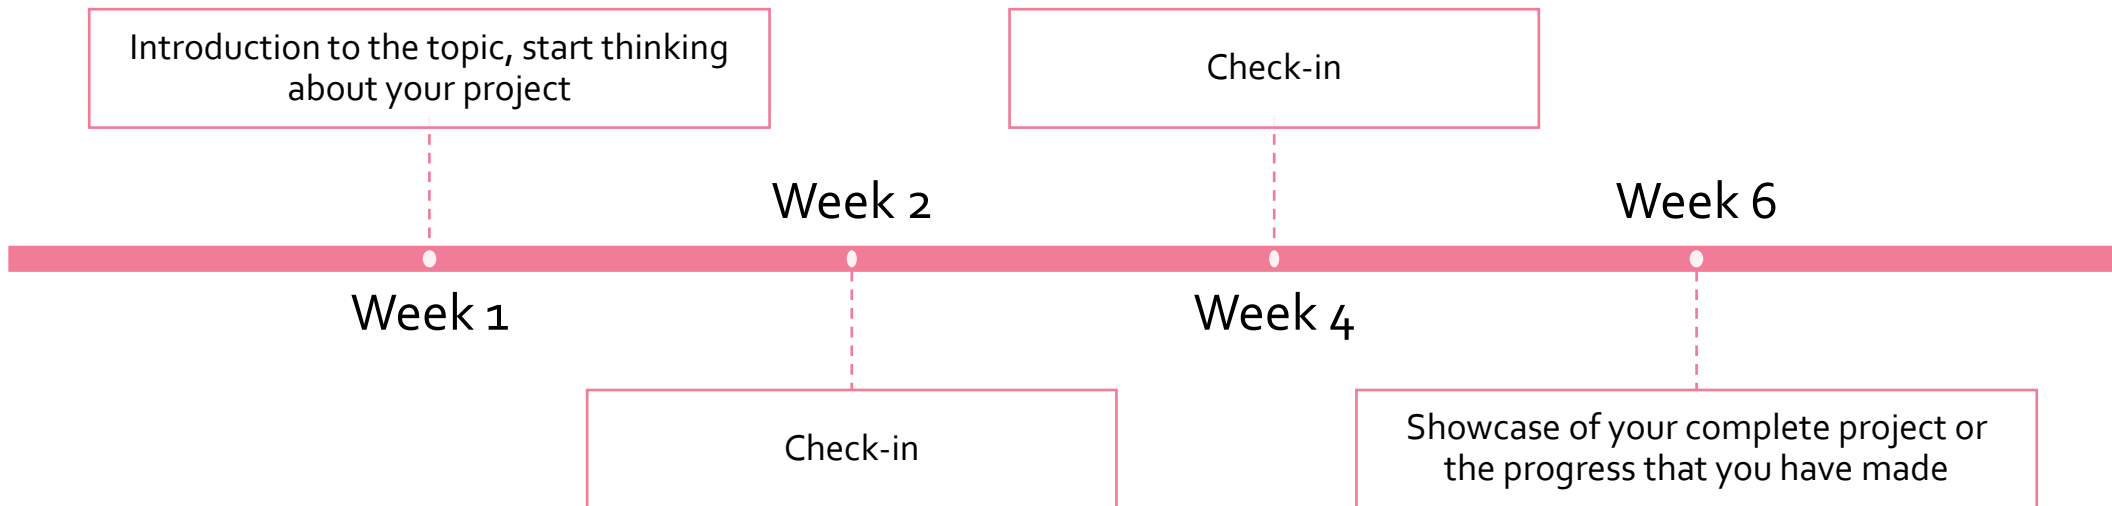 Introduction to the topic, start thinking
about your project
Check-in
Week 2
Week 6
Week 1
Week 4
Check-in
Showcase of your complete project or
the progress that you have made